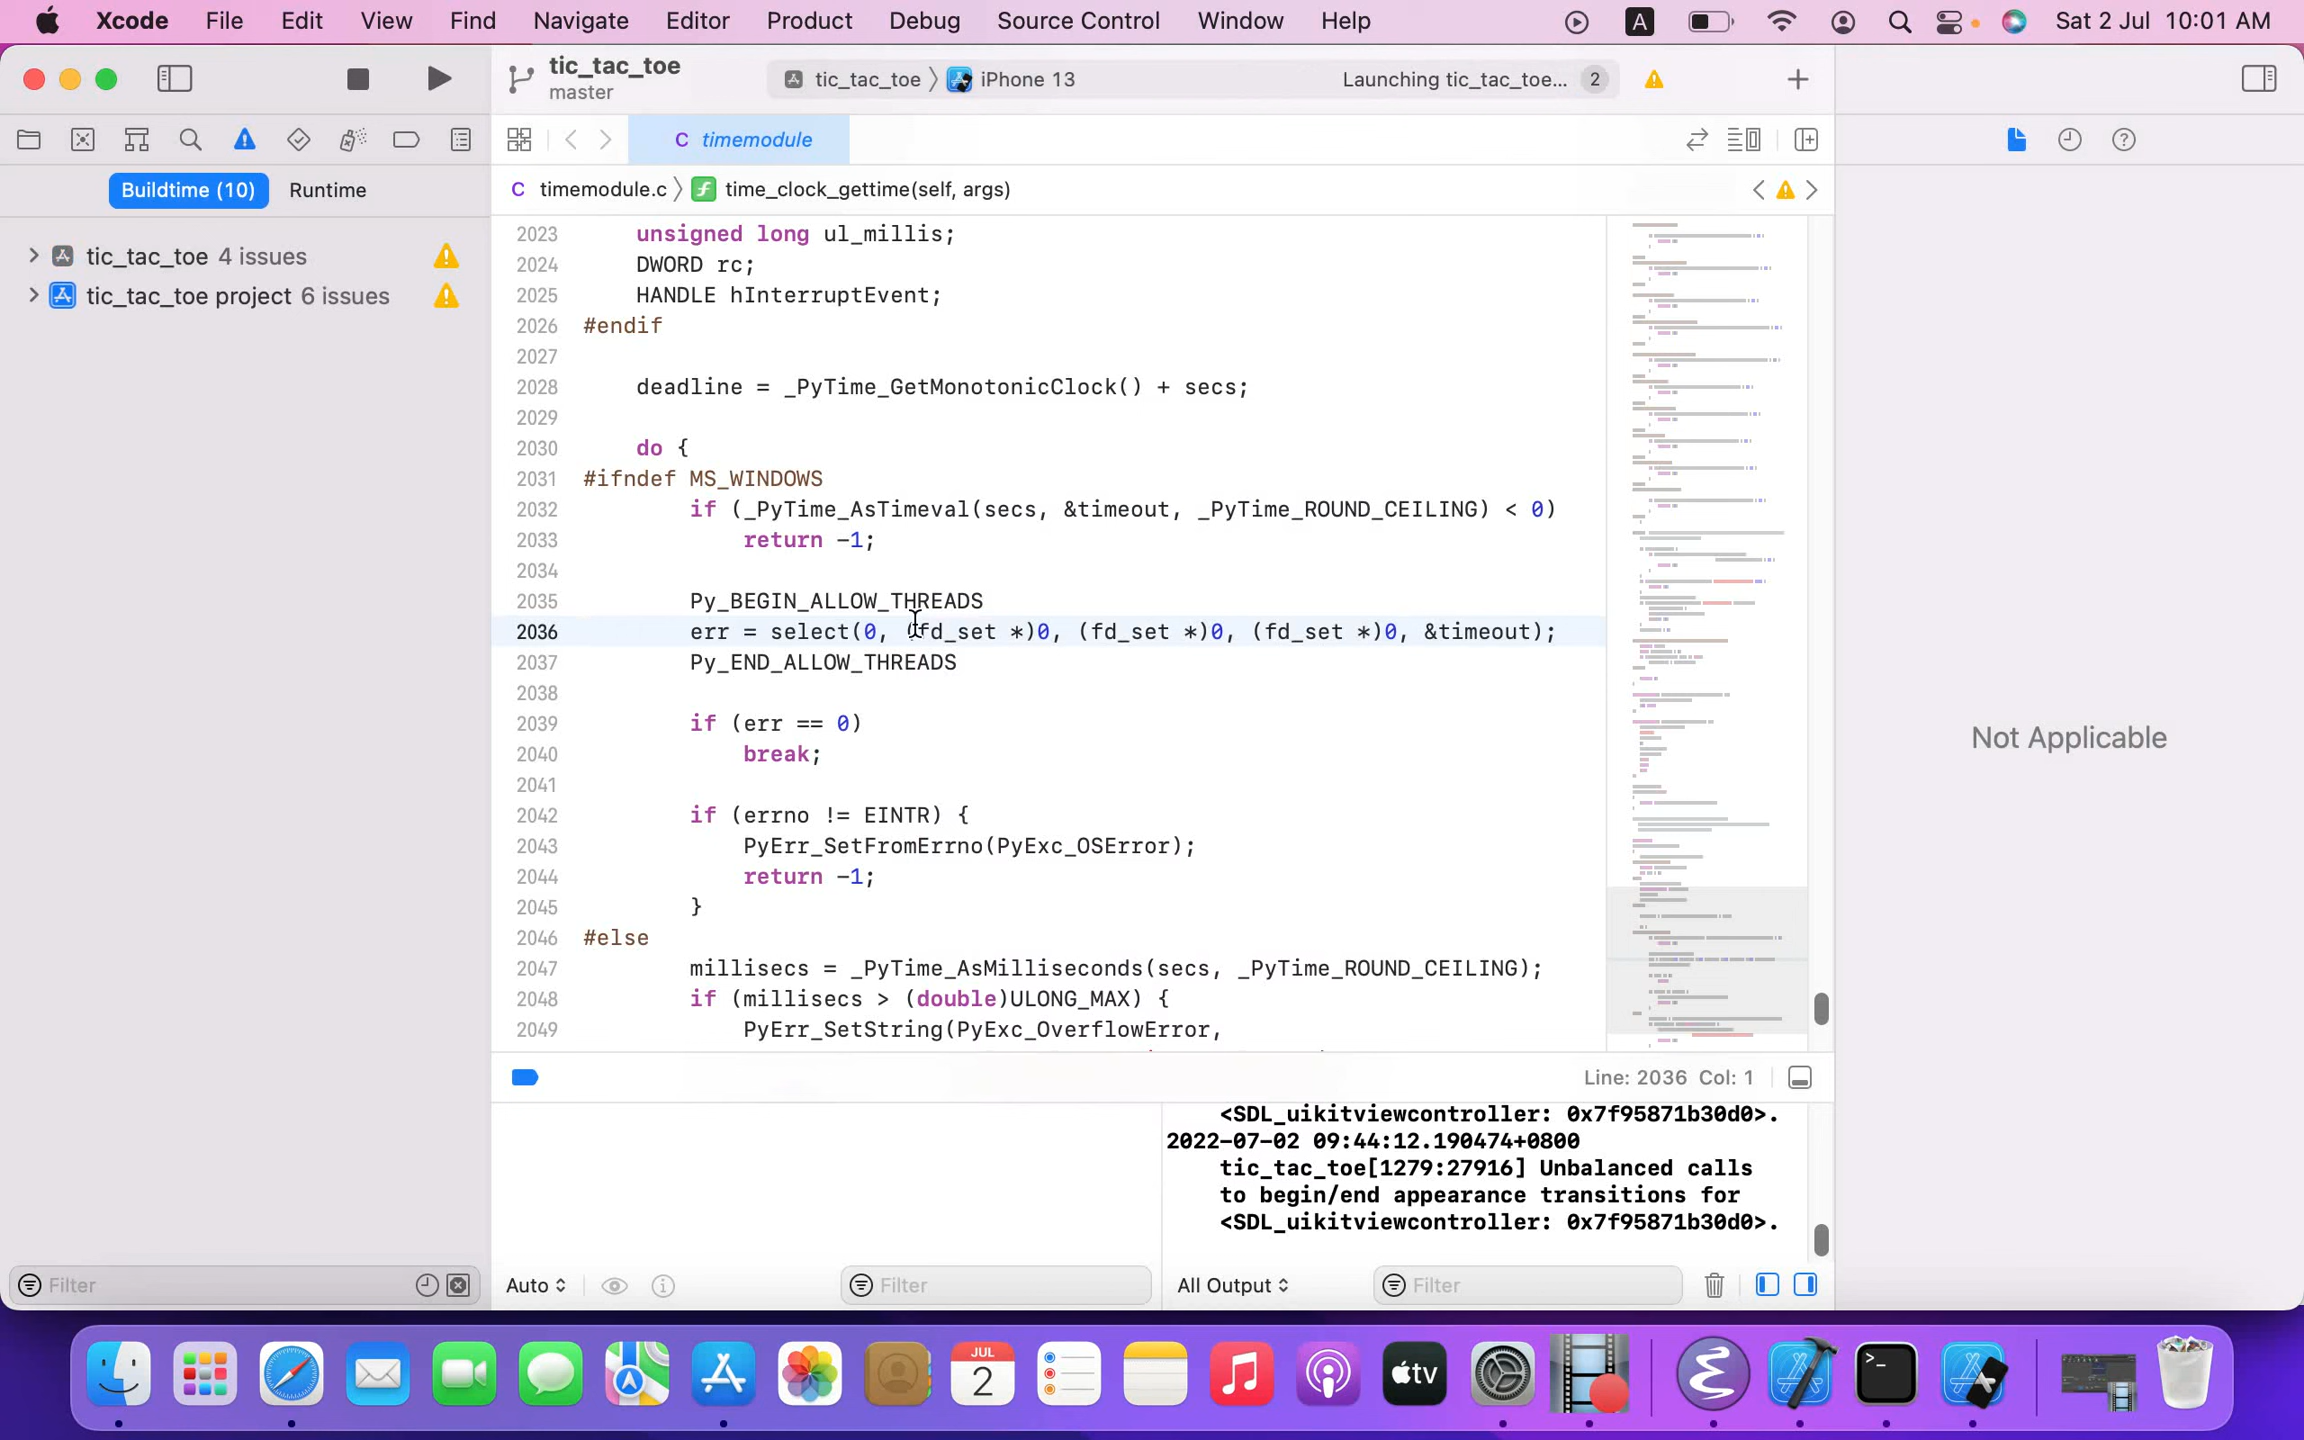 Xcode File Edit View Find Navigate Editor Product Debug Source Control Window Help A Sat 2 Jul 10:01 AM
tic_tac_toe
master
tic_tac_toe iPhone 13 Launching tic_tac_toe... 2
C timemodule
Buildtime (10) Runtime
C timemodule.c f time_clock_gettime(self, args)
tic_tac_toe 4 issues
tic_tac_toe project 6 issues
2023 unsigned long ul_millis;
2024 DWORD rc;
2025 HANDLE hInterruptEvent;
2026 #endif
2027
2028 deadline = _PyTime_GetMonotonicClock() + secs;
2029
2030 do {
2031 #ifndef MS_WINDOWS
2032 if (_PyTime_AsTimeval(secs, &timeout, _PyTime_ROUND_CEILING) < 0)
2033 return -1;
2034
2035 Py_BEGIN_ALLOW_THREADS
2036 err = select(0, (fd_set *)0, (fd_set *)0, (fd_set *)0, &timeout);
2037 Py_END_ALLOW_THREADS
2038
2039 if (err == 0)
2040 break;
2041
2042 if (errno != EINTR) {
2043 PyErr_SetFromErrno(PyExc_OSError);
2044 return -1;
2045 }
2046 #else
2047 millisecs = _PyTime_AsMilliseconds(secs, _PyTime_ROUND_CEILING);
2048 if (millisecs > (double)ULONG_MAX) {
2049 PyErr_SetString(PyExc_OverflowError,
Not Applicable
Line: 2036 Col: 1
<SDL_uikitviewcontroller: 0x7f95871b30d0>.
2022-07-02 09:44:12.190474+0800
tic_tac_toe[1279:27916] Unbalanced calls
to begin/end appearance transitions for
<SDL_uikitviewcontroller: 0x7f95871b30d0>.
Filter Auto Filter All Output Filter
JUL
2
tv
>_